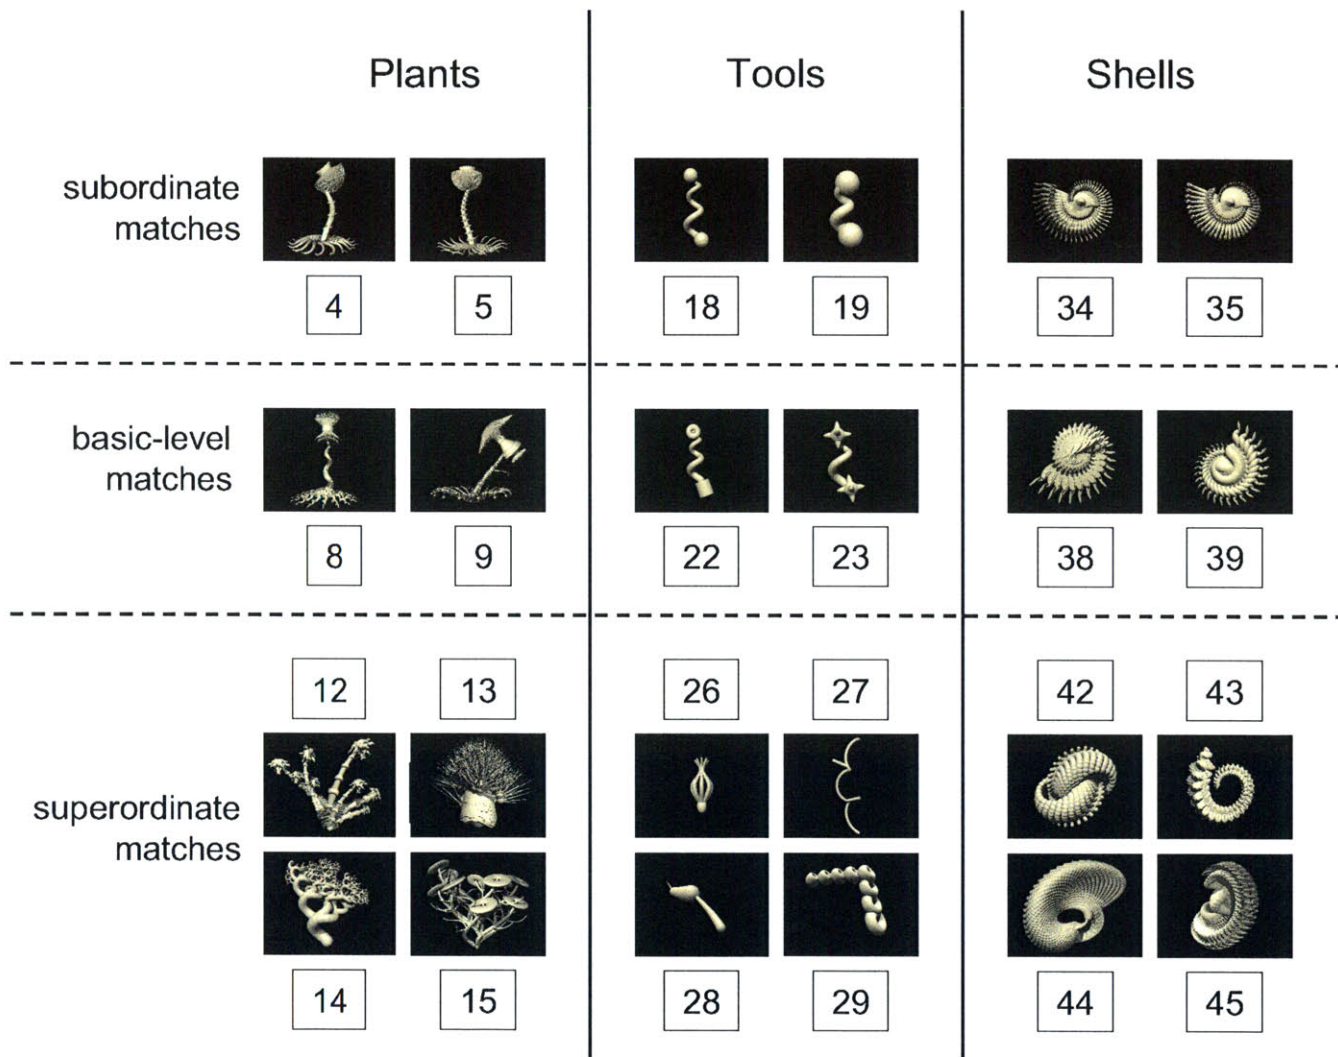 Plants Tools Shells
subordinate
matches
4 5 18 19 34 35
basic-level
matches
8 9 22 23 38 39
12 13 26 27 42 43
superordinate
matches
14 15 28 29 44 45